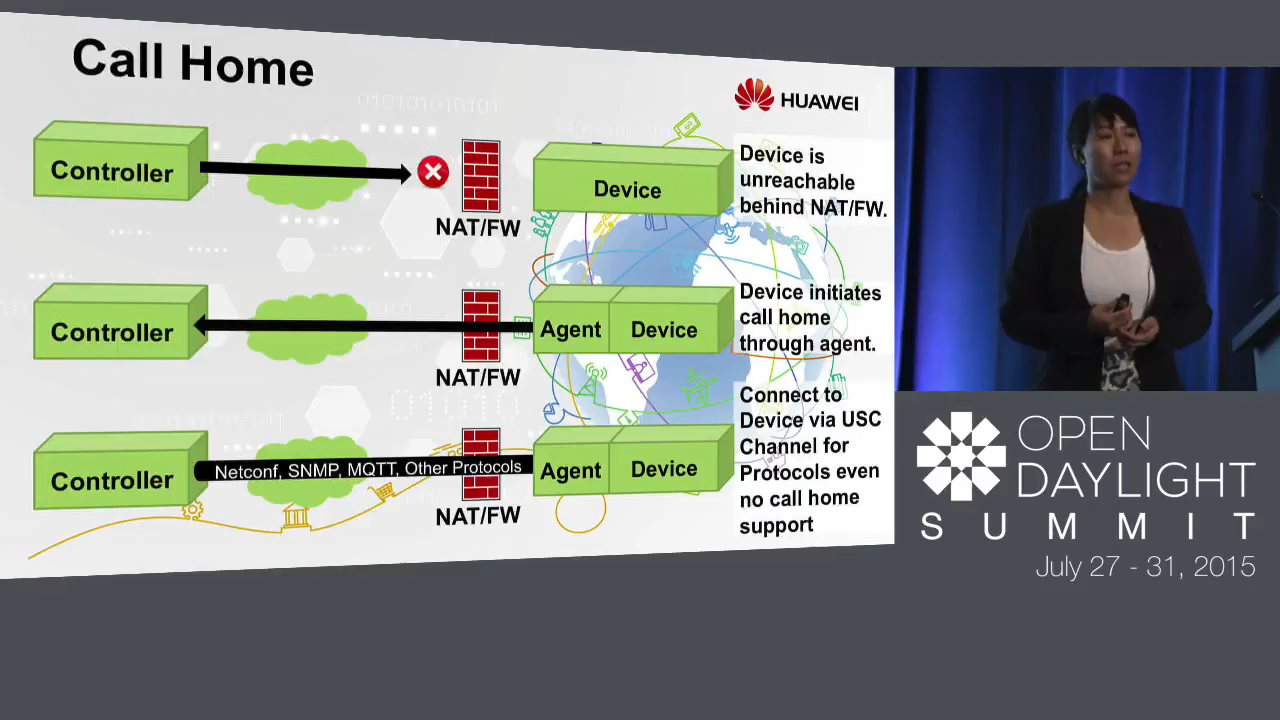 Call Home
HUAWEI
Controller
NAT/FW
Device
Device is
unreachable
behind NAT/FW.
Controller
NAT/FW
Agent
Device
Device initiates
call home
through agent.
Controller
Netconf, SNMP, MQTT, Other Protocols
NAT/FW
Agent
Device
Connect to
Device via USC
Channel for
Protocols even
no call home
support
OPEN
DAYLIGHT
SUMMIT
July 27 - 31, 2015